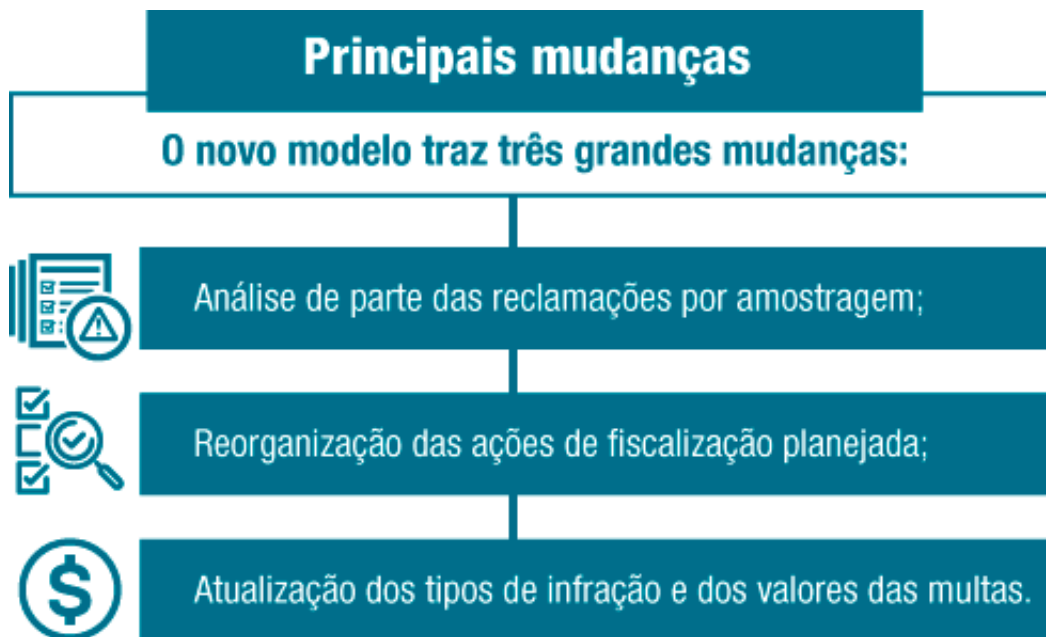 Principais mudanças
O novo modelo traz três grandes mudanças:
Análise de parte das reclamações por amostragem;
Reorganização das ações de fiscalização planejada;
Atualização dos tipos de infração e dos valores das multas.